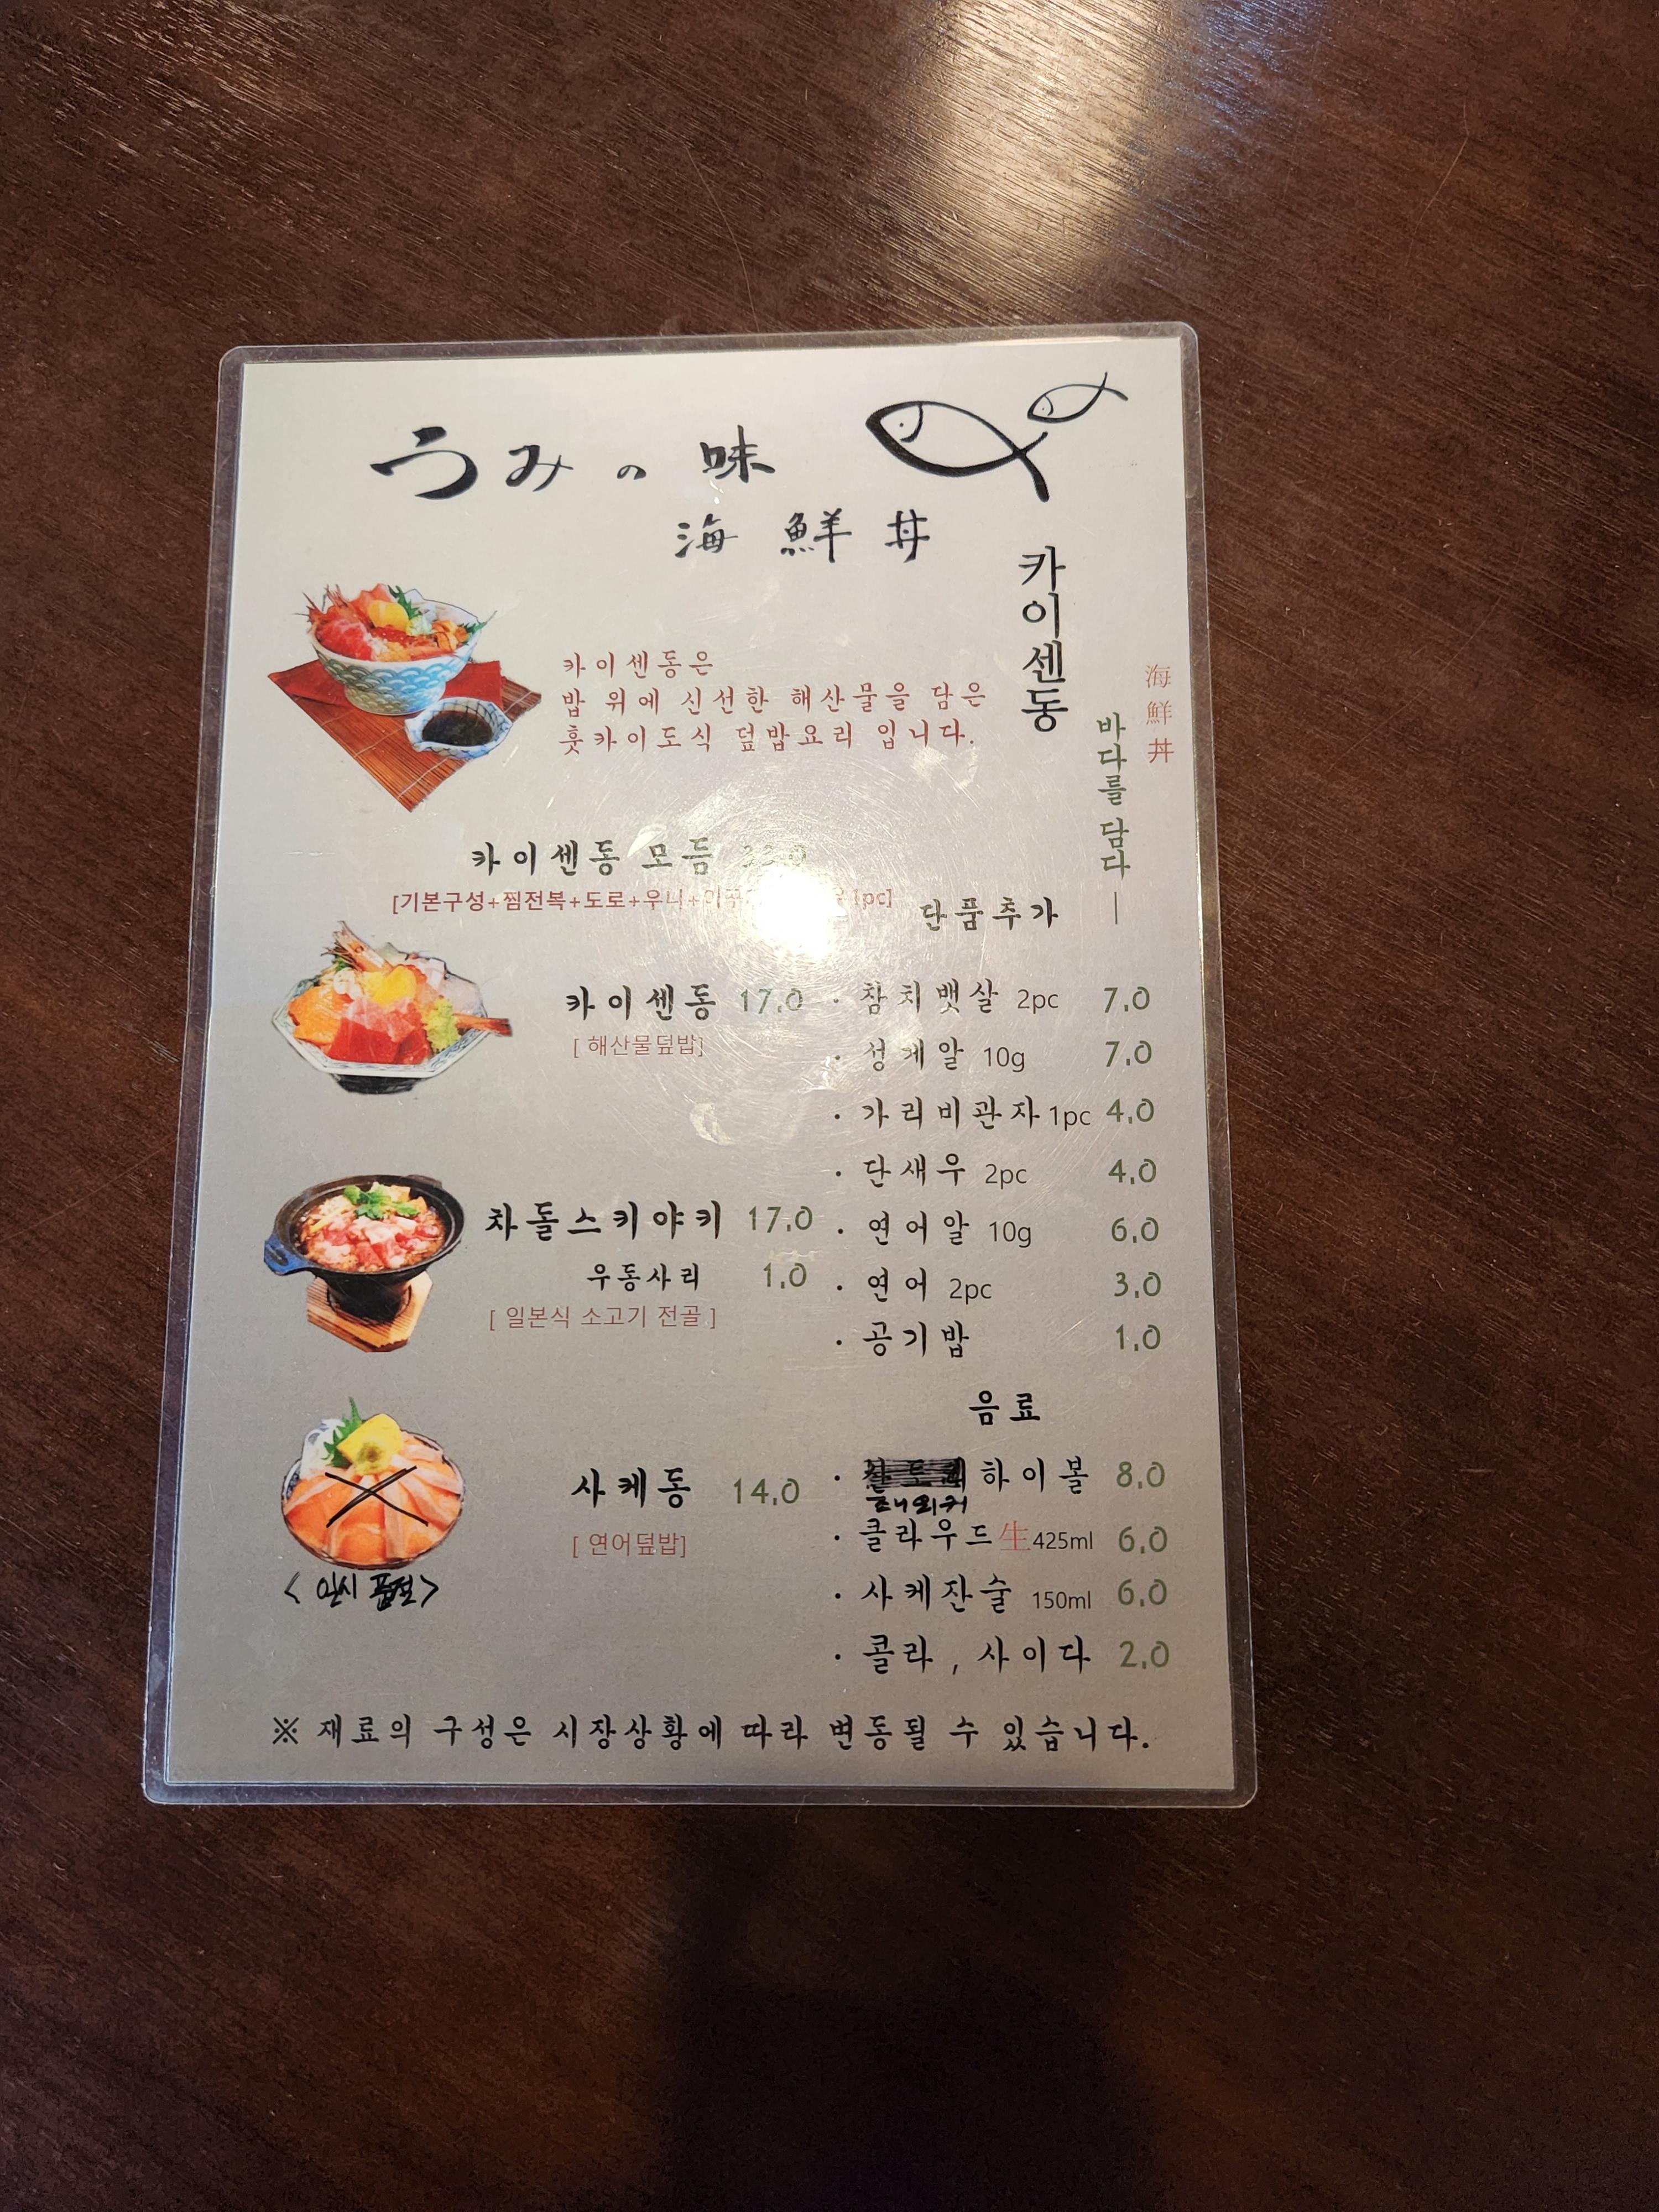 うみの味
海鮮丼
카이센동
海鮮丼
바다를 담다
카이센동은
밥 위에 신선한 해산물을 담은
훗카이도식 덮밥요리 입니다.
카이센동 모듬
[기본구성+찜전복+도로+우니+ [pc]
카이센동 17.0
[ 해산물덮밥]
차돌스키야키 17.0
우동사리 1.0
[ 일본식 소고기 전골 ]
사케동 14.0
[ 연어덮밥]
< 일시 품절>
단품추가
· 참치뱃살 2pc 7.0
· 성게알 10g 7.0
· 가리비관자 1pc 4.0
· 단새우 2pc 4.0
· 연어알 10g 6.0
· 연어 2pc 3.0
· 공기밥 1.0
음료
· 하이볼 8.0
· 클라우드生 425ml 6.0
· 사케잔술 150ml 6.0
· 콜라 , 사이다 2.0
※ 재료의 구성은 시장상황에 따라 변동될 수 있습니다.